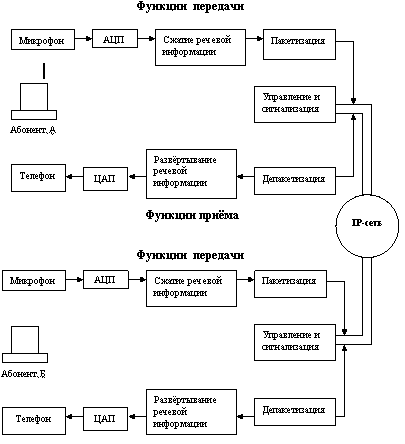 Функции передачи
Микрофон
АЦП
Сжатие речевой
информации
Пакетизация
Управление и
сигнализация
Абонент А
Телефон
ЦАП
Развёртывание
речевой
информации
Депакетизация
Функции приёма
IP-сеть
Функции передачи
Микрофон
АЦП
Сжатие речевой
информации
Пакетизация
Управление и
сигнализация
Абонент Б
Телефон
ЦАП
Развёртывание
речевой
информации
Депакетизация